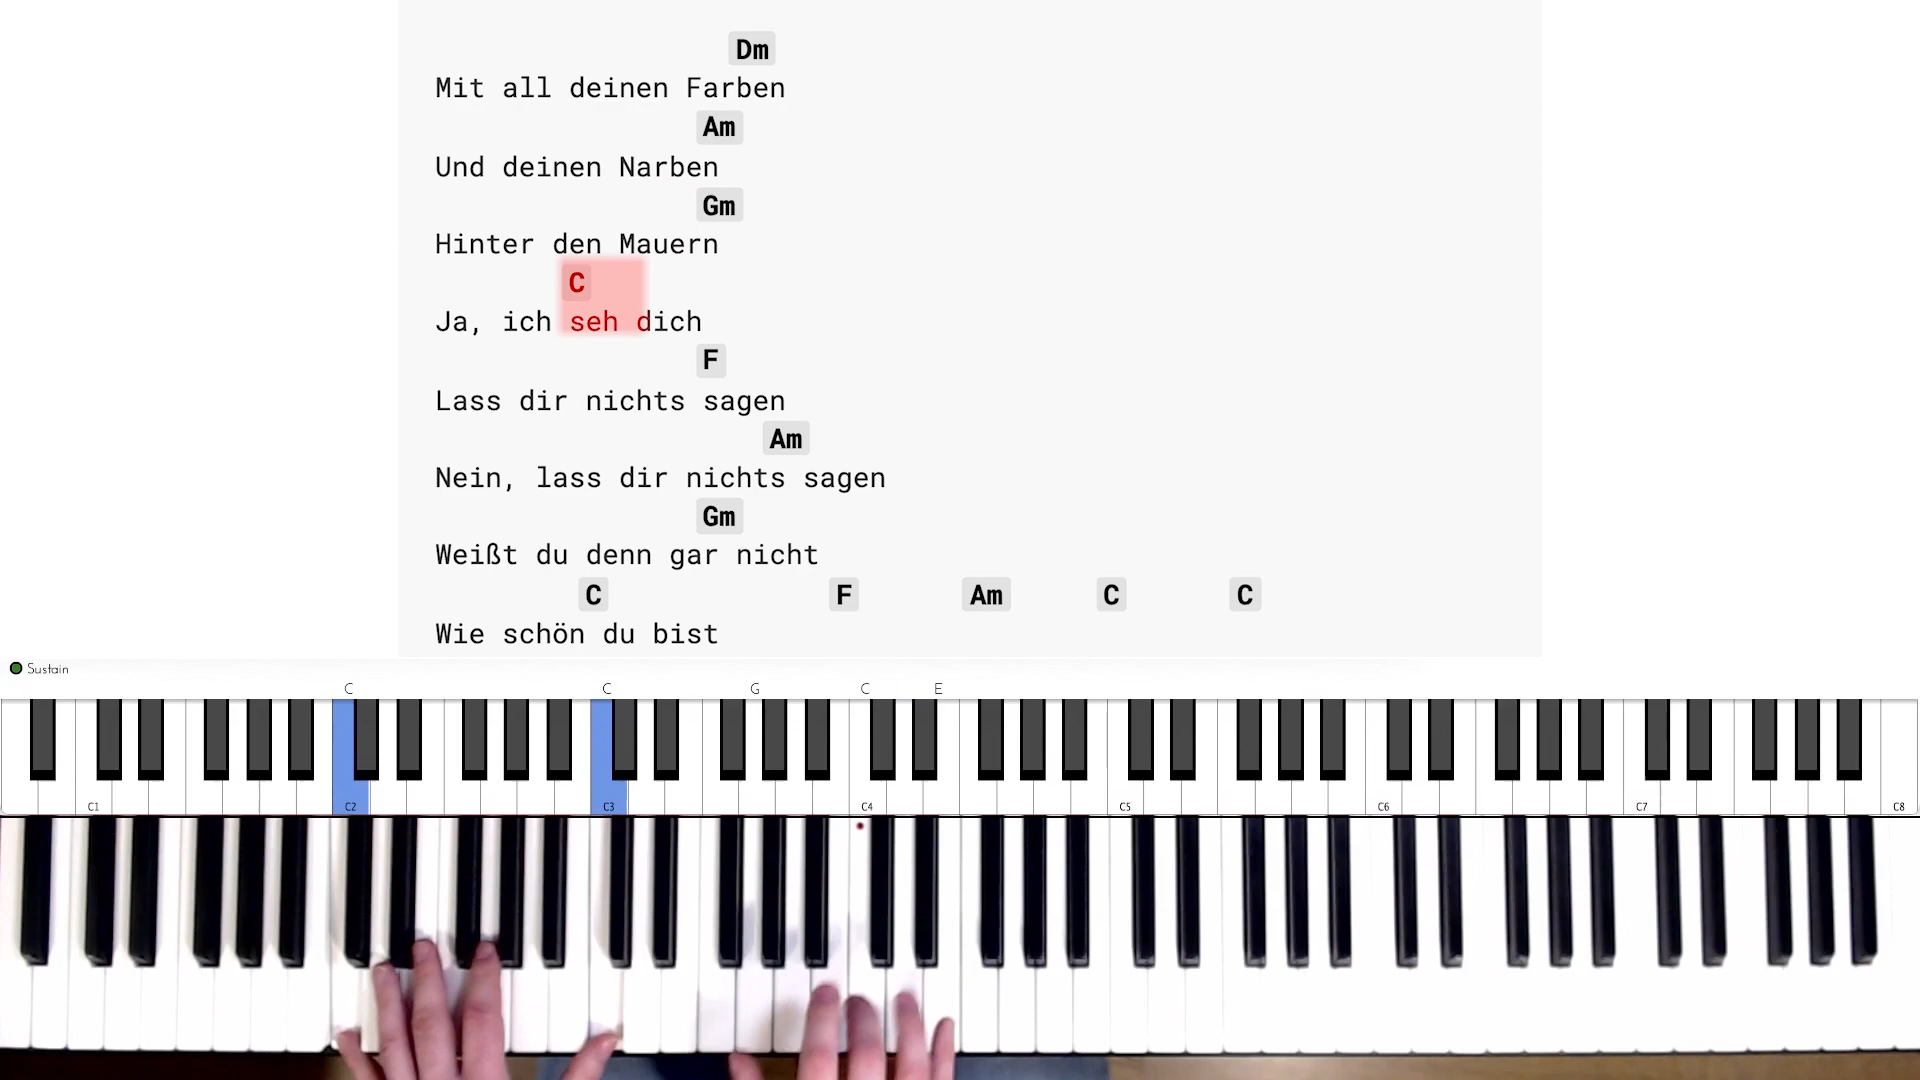 Dm
Mit all deinen Farben
Am
Und deinen Narben
Gm
Hinter den Mauern
C
Ja, ich seh dich
F
Lass dir nichts sagen
Am
Nein, lass dir nichts sagen
Gm
Weißt du denn gar nicht
C F Am C C
Wie schön du bist
Sustain
C C G C E
C1 C2 C3 C4 C5 C6 C7 C8